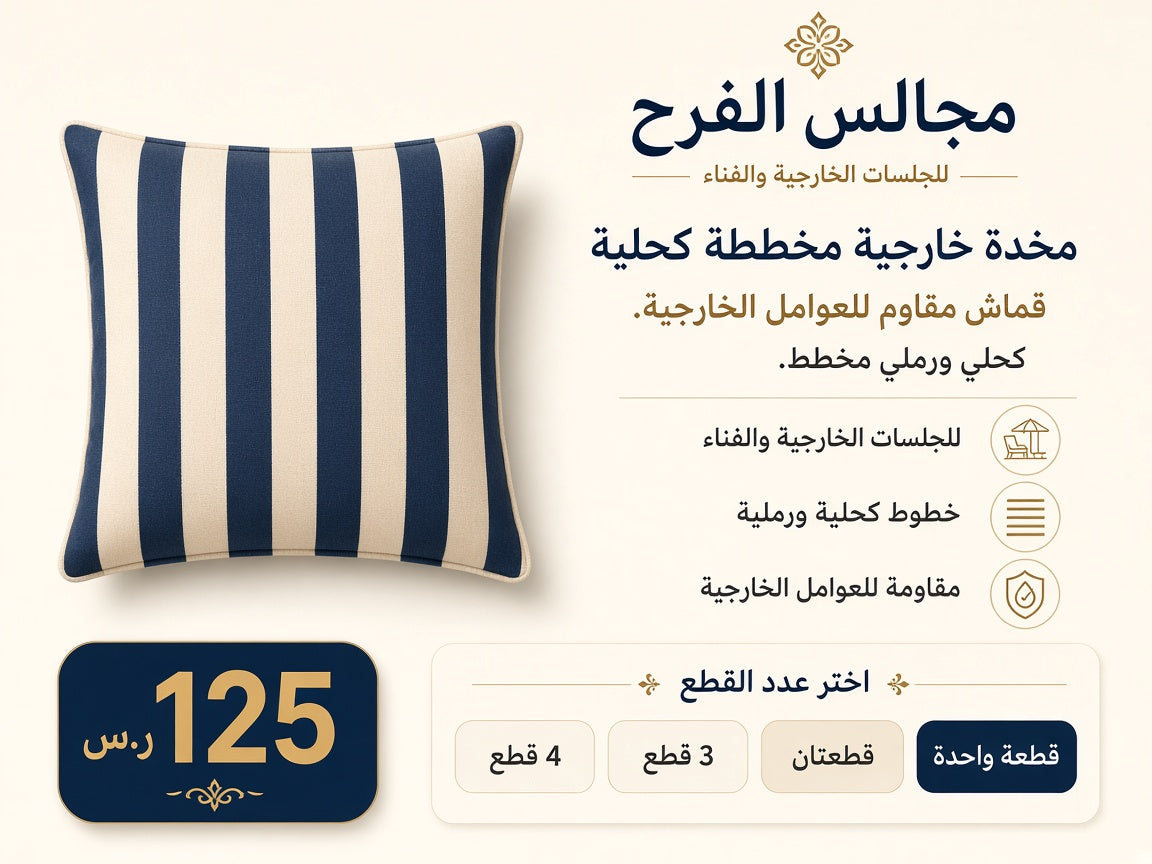 مجالس الفرح
للجلسات الخارجية والفناء
مخدة خارجية مخططة كحلية
قماش مقاوم للعوامل الخارجية.
كحلي ورملي مخطط.
للجلسات الخارجية والفناء
خطوط كحلية ورملية
مقاومة للعوامل الخارجية
125 ر.س
اختر عدد القطع
قطعة واحدة
قطعتان
3 قطع
4 قطع